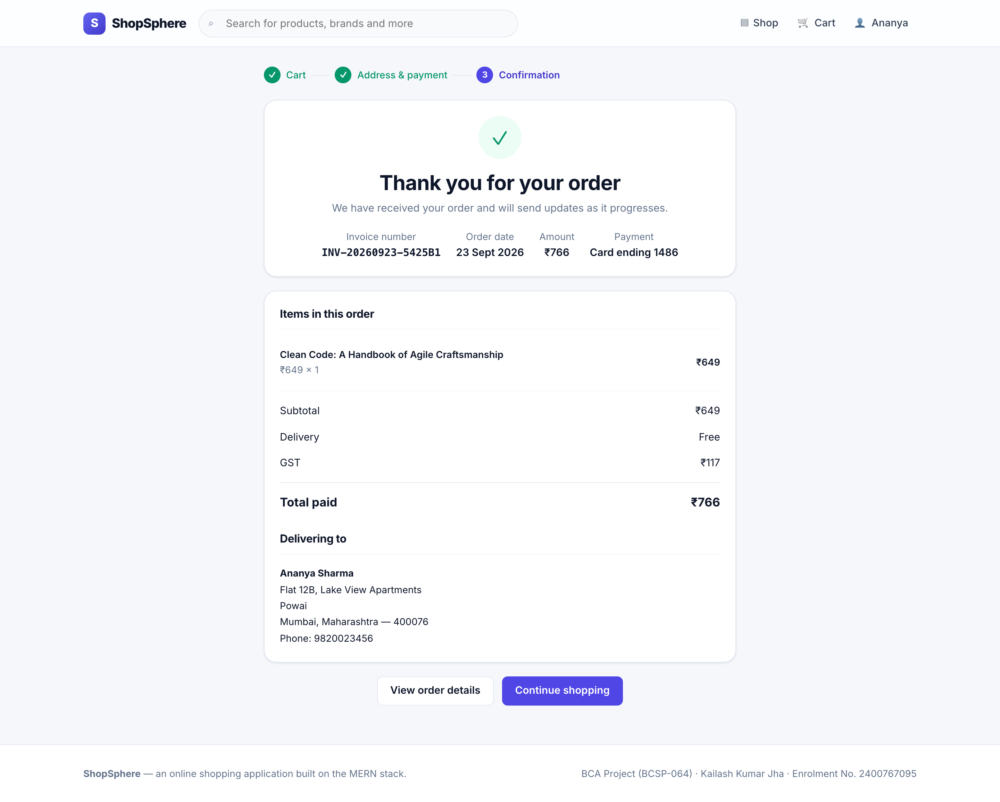 S ShopSphere
Search for products, brands and more
Shop
Cart
Ananya
Cart
Address & payment
3 Confirmation
Thank you for your order
We have received your order and will send updates as it progresses.
Invoice number Order date Amount Payment
INV-20260923-5425B1 23 Sept 2026 ₹766 Card ending 1486
Items in this order
Clean Code: A Handbook of Agile Craftsmanship
₹649 × 1
₹649
Subtotal ₹649
Delivery Free
GST ₹117
Total paid ₹766
Delivering to
Ananya Sharma
Flat 12B, Lake View Apartments
Powai
Mumbai, Maharashtra — 400076
Phone: 9820023456
View order details
Continue shopping
ShopSphere — an online shopping application built on the MERN stack.
BCA Project (BCSP-064) · Kailash Kumar Jha · Enrolment No. 2400767095